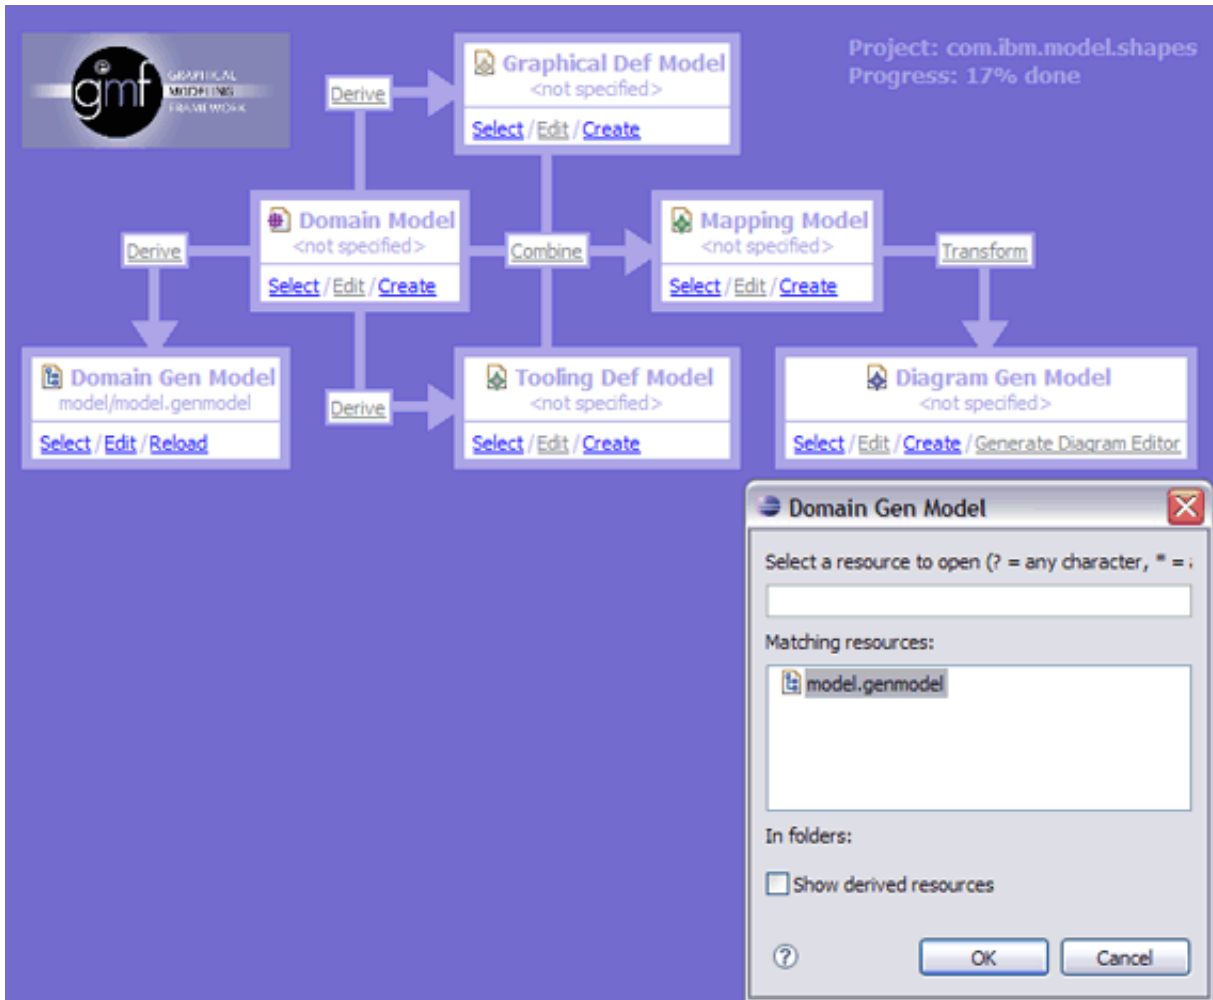 gmf
GRAPHICAL
MODELING
FRAMEWORK
Project: com.ibm.model.shapes
Progress: 17% done
Derive
Graphical Def Model
<not specified>
Select / Edit / Create
Derive
Domain Model
<not specified>
Select / Edit / Create
Combine
Mapping Model
<not specified>
Select / Edit / Create
Transform
Domain Gen Model
model/model.genmodel
Select / Edit / Reload
Derive
Tooling Def Model
<not specified>
Select / Edit / Create
Diagram Gen Model
<not specified>
Select / Edit / Create / Generate Diagram Editor
Domain Gen Model
Select a resource to open (? = any character, * =
Matching resources:
model.genmodel
In folders:
Show derived resources
?
OK
Cancel